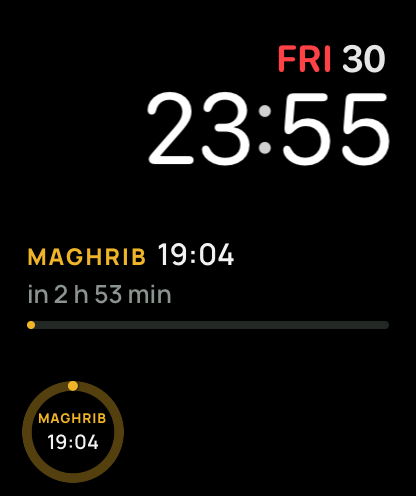 FRI 30
23:55
MAGHRIB 19:04
in 2 h 53 min
MAGHRIB
19:04